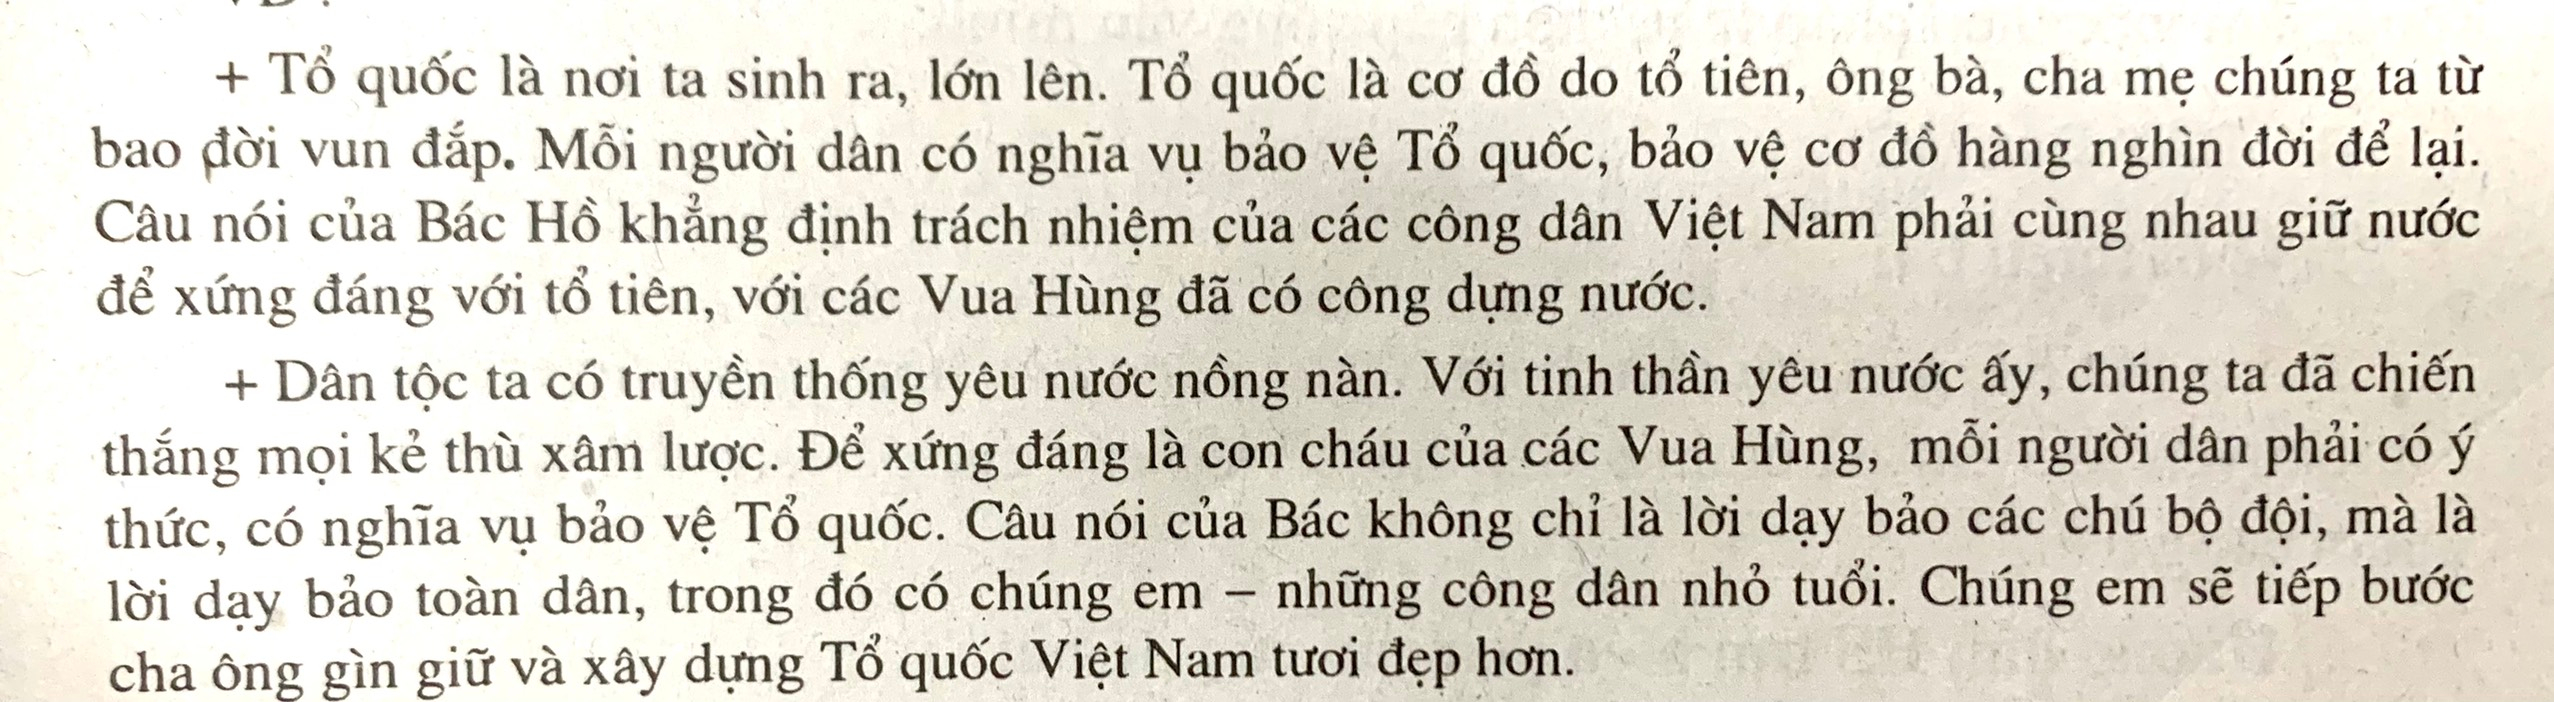 + Tổ quốc là nơi ta sinh ra, lớn lên. Tổ quốc là cơ đồ do tổ tiên, ông bà, cha mẹ chúng ta từ
bao đời vun đắp. Mỗi người dân có nghĩa vụ bảo vệ Tổ quốc, bảo vệ cơ đồ hàng nghìn đời để lại.
Câu nói của Bác Hồ khẳng định trách nhiệm của các công dân Việt Nam phải cùng nhau giữ nước
để xứng đáng với tổ tiên, với các Vua Hùng đã có công dựng nước.
+ Dân tộc ta có truyền thống yêu nước nồng nàn. Với tinh thần yêu nước ấy, chúng ta đã chiến
thắng mọi kẻ thù xâm lược. Để xứng đáng là con cháu của các Vua Hùng, mỗi người dân phải có ý
thức, có nghĩa vụ bảo vệ Tổ quốc. Câu nói của Bác không chỉ là lời dạy bảo các chú bộ đội, mà là
lời dạy bảo toàn dân, trong đó có chúng em – những công dân nhỏ tuổi. Chúng em sẽ tiếp bước
cha ông gìn giữ và xây dựng Tổ quốc Việt Nam tươi đẹp hơn.